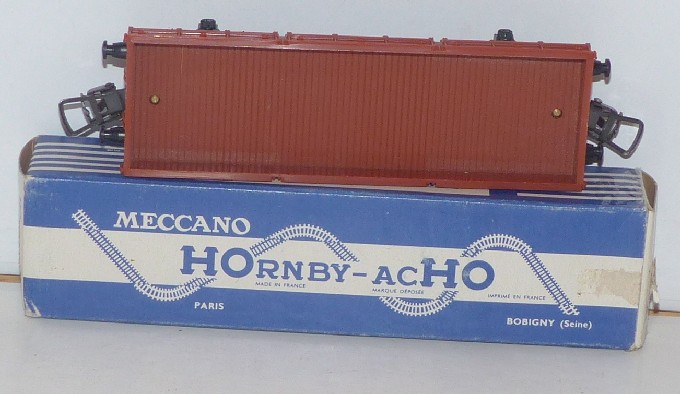 MECCANO
HORNBY-ACHO
MADE IN FRANCE
MARQUE DÉPOSÉE
IMPRIMÉ EN FRANCE
PARIS
BOBIGNY (Seine)